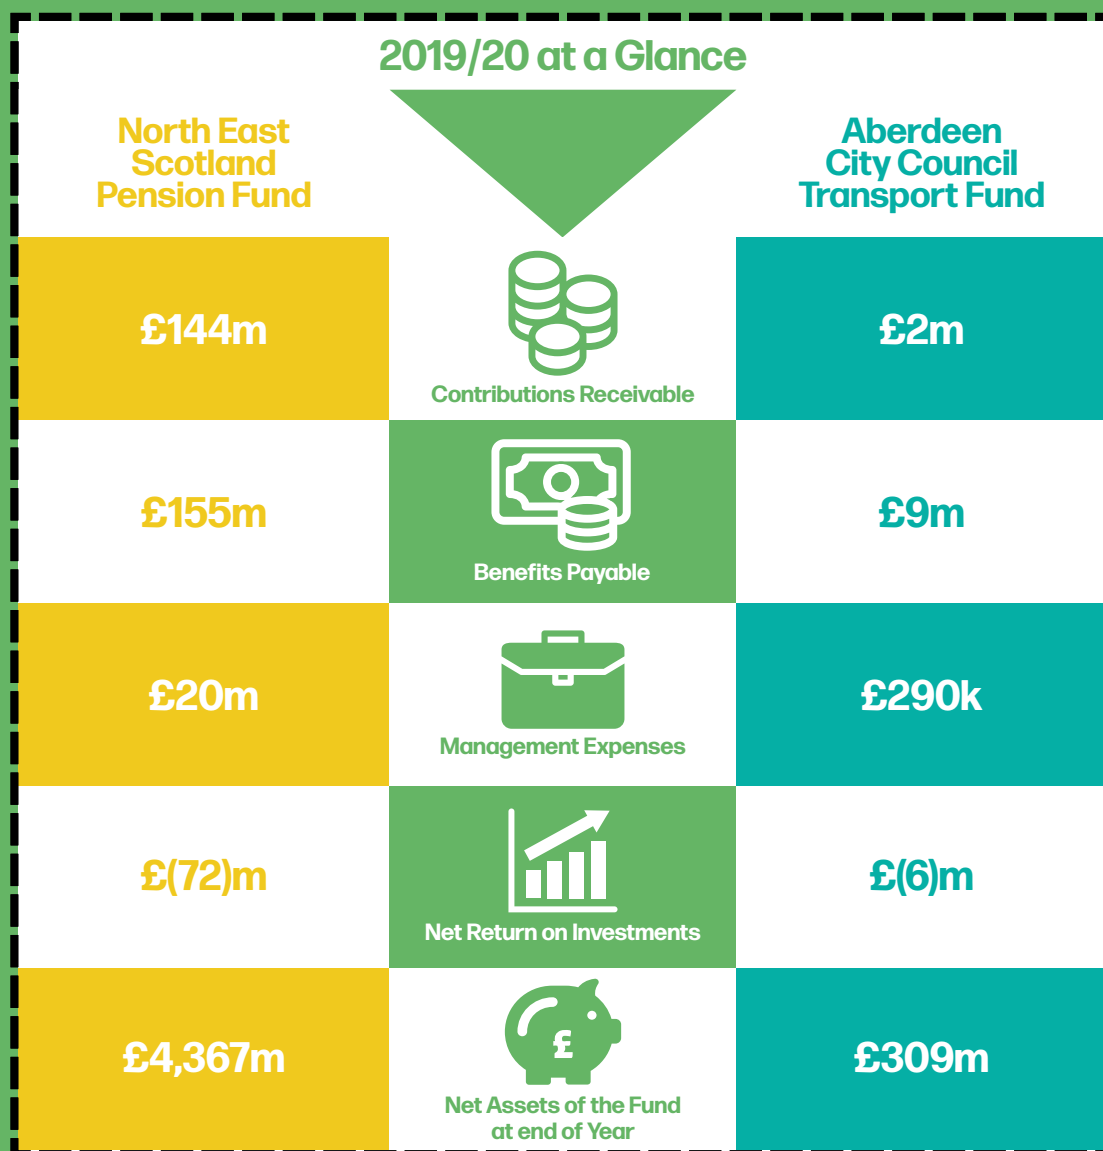 2019/20 at a Glance
North East
Scotland
Pension Fund
Aberdeen
City Council
Transport Fund
£144m
Contributions Receivable
£2m
£155m
Benefits Payable
£9m
£20m
Management Expenses
£290k
£(72)m
Net Return on Investments
£(6)m
£4,367m
£
Net Assets of the Fund
at end of Year
£309m